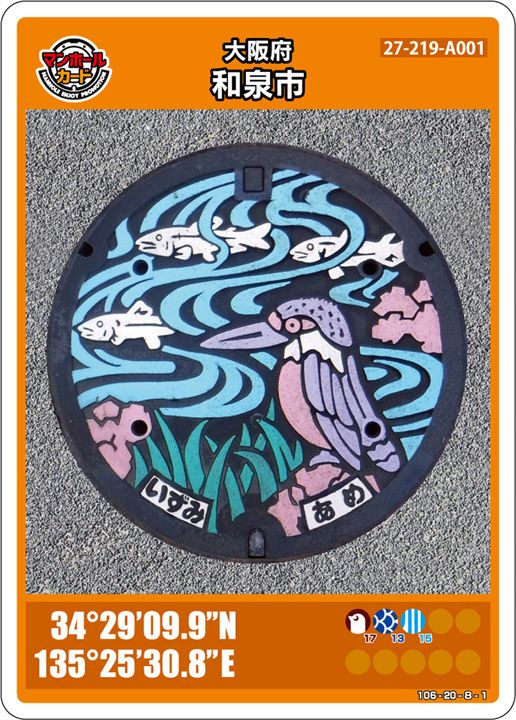 マンホール
カード
MANHOLE ENJOY PROMOTION
大阪府
和泉市
27-219-A001
いずみ
あめ
34°29'09.9"N
135°25'30.8"E
17
13
15
106-20-8-1